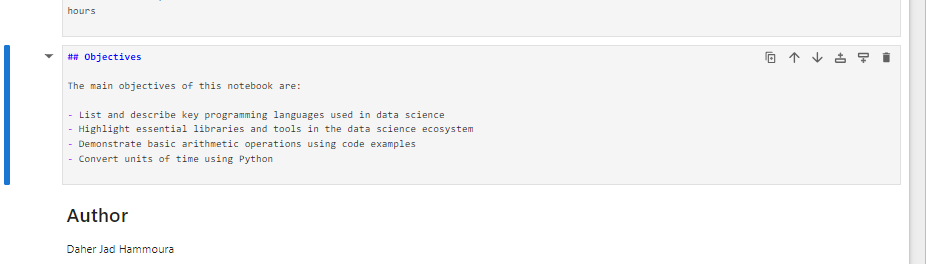 hours
## Objectives
The main objectives of this notebook are:
- List and describe key programming languages used in data science
- Highlight essential libraries and tools in the data science ecosystem
- Demonstrate basic arithmetic operations using code examples
- Convert units of time using Python
Author
Daher Jad Hammoura